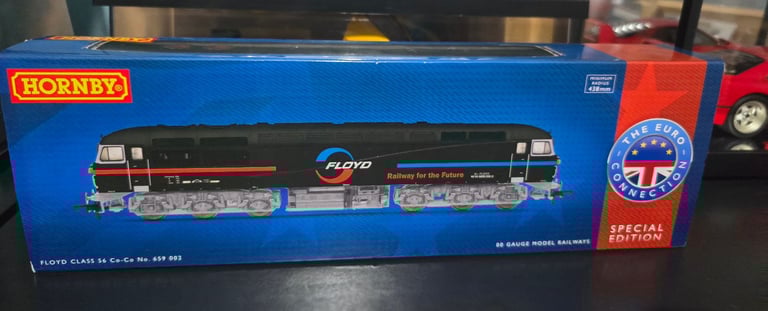 HORNBY®
MINIMUM
RADIUS
438mm
FLOYD
Railway for the Future
THE EURO
CONNECTION
SPECIAL
EDITION
00 GAUGE MODEL RAILWAYS
FLOYD CLASS 56 Co-Co No. 659 003